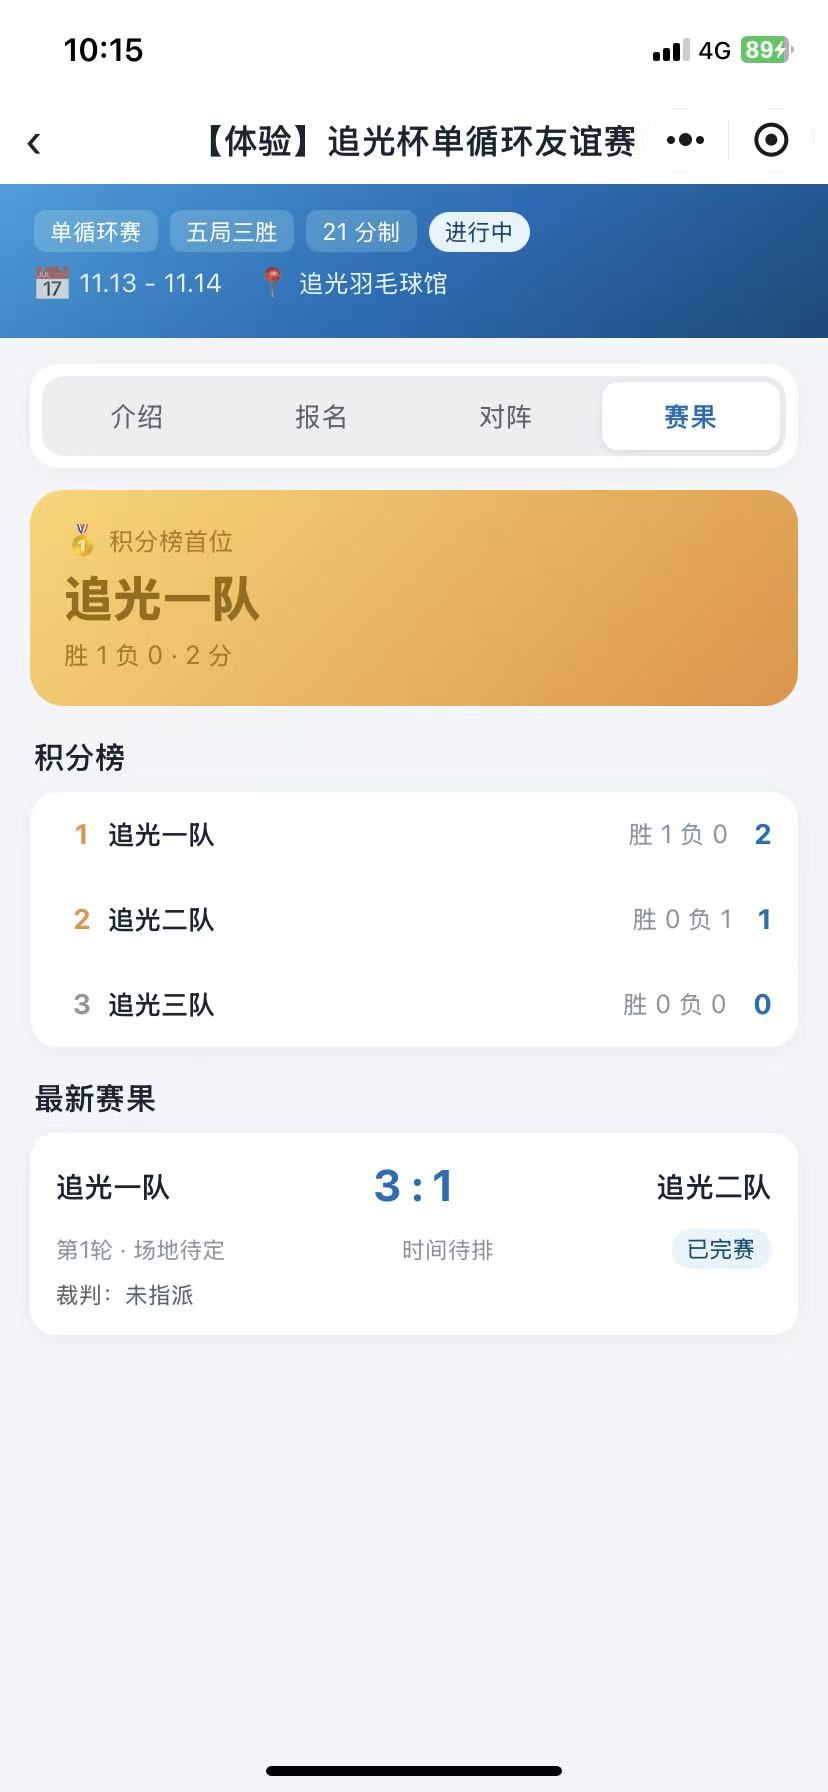 10:15 4G 89
【体验】追光杯单循环友谊赛
单循环赛 五局三胜 21 分制 进行中
JUL 17 11.13 - 11.14 追光羽毛球馆
介绍 报名 对阵 赛果
1 积分榜首位
追光一队
胜 1 负 0 · 2 分
积分榜
1 追光一队 胜 1 负 0 2
2 追光二队 胜 0 负 1 1
3 追光三队 胜 0 负 0 0
最新赛果
追光一队 3 : 1 追光二队
第1轮 · 场地待定 时间待排 已完赛
裁判：未指派